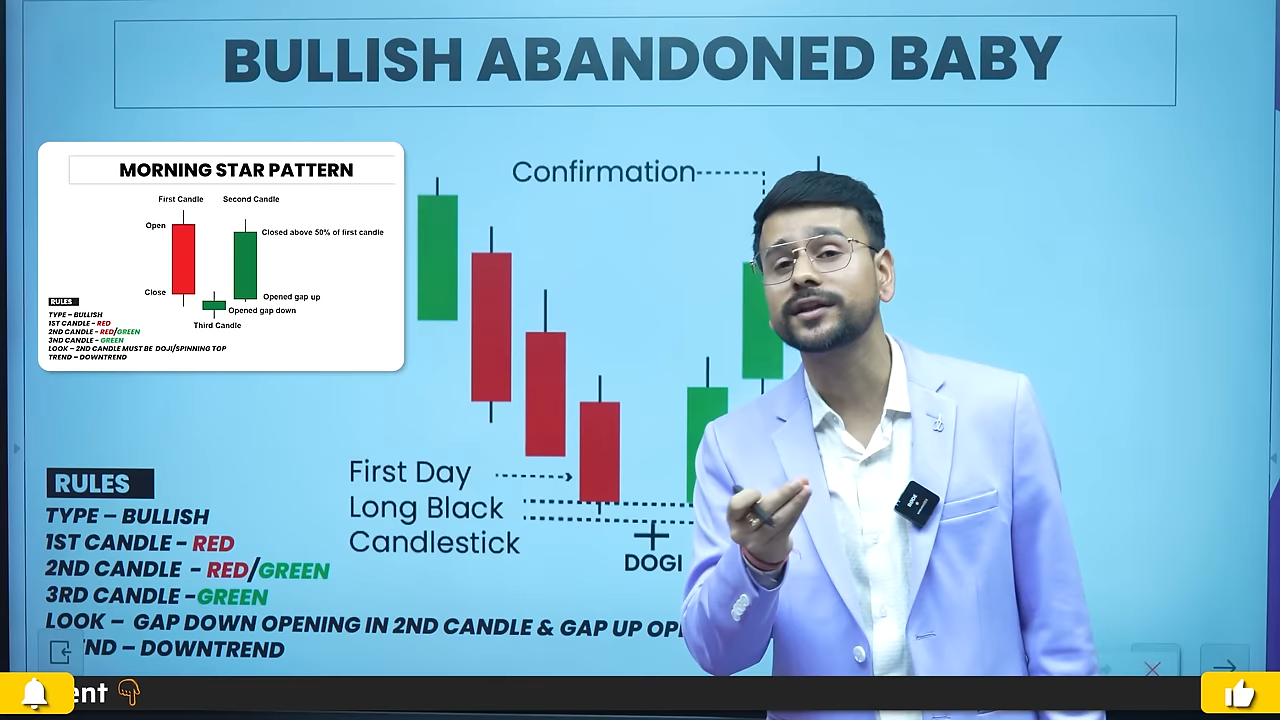 BULLISH ABANDONED BABY
MORNING STAR PATTERN
First Candle
Second Candle
Open
Closed above 50% of first candle
Close
Opened gap up
Opened gap down
Third Candle
RULES
TYPE – BULLISH
1ST CANDLE - RED
2ND CANDLE - RED/GREEN
3ND CANDLE - GREEN
LOOK – 2ND CANDLE MUST BE DOJI/SPINNING TOP
TREND – DOWNTREND
Confirmation
First Day
Long Black
Candlestick
DOGI
RULES
TYPE – BULLISH
1ST CANDLE - RED
2ND CANDLE - RED/GREEN
3RD CANDLE -GREEN
LOOK – GAP DOWN OPENING IN 2ND CANDLE & GAP UP
– DOWNTREND